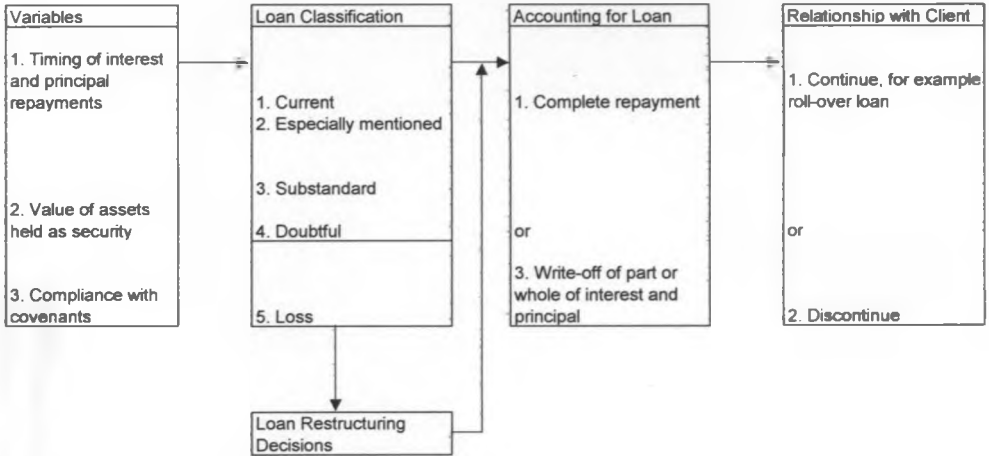 Variables
1. Timing of interest
and principal
repayments
2. Value of assets
held as security
3. Compliance with
covenants
Loan Classification
1. Current
2. Especially mentioned
3. Substandard
4. Doubtful
5. Loss
Loan Restructuring
Decisions
Accounting for Loan
1. Complete repayment
or
3. Write-off of part or
whole of interest and
principal
Relationship with Client
1. Continue, for example
roll-over loan
or
2. Discontinue